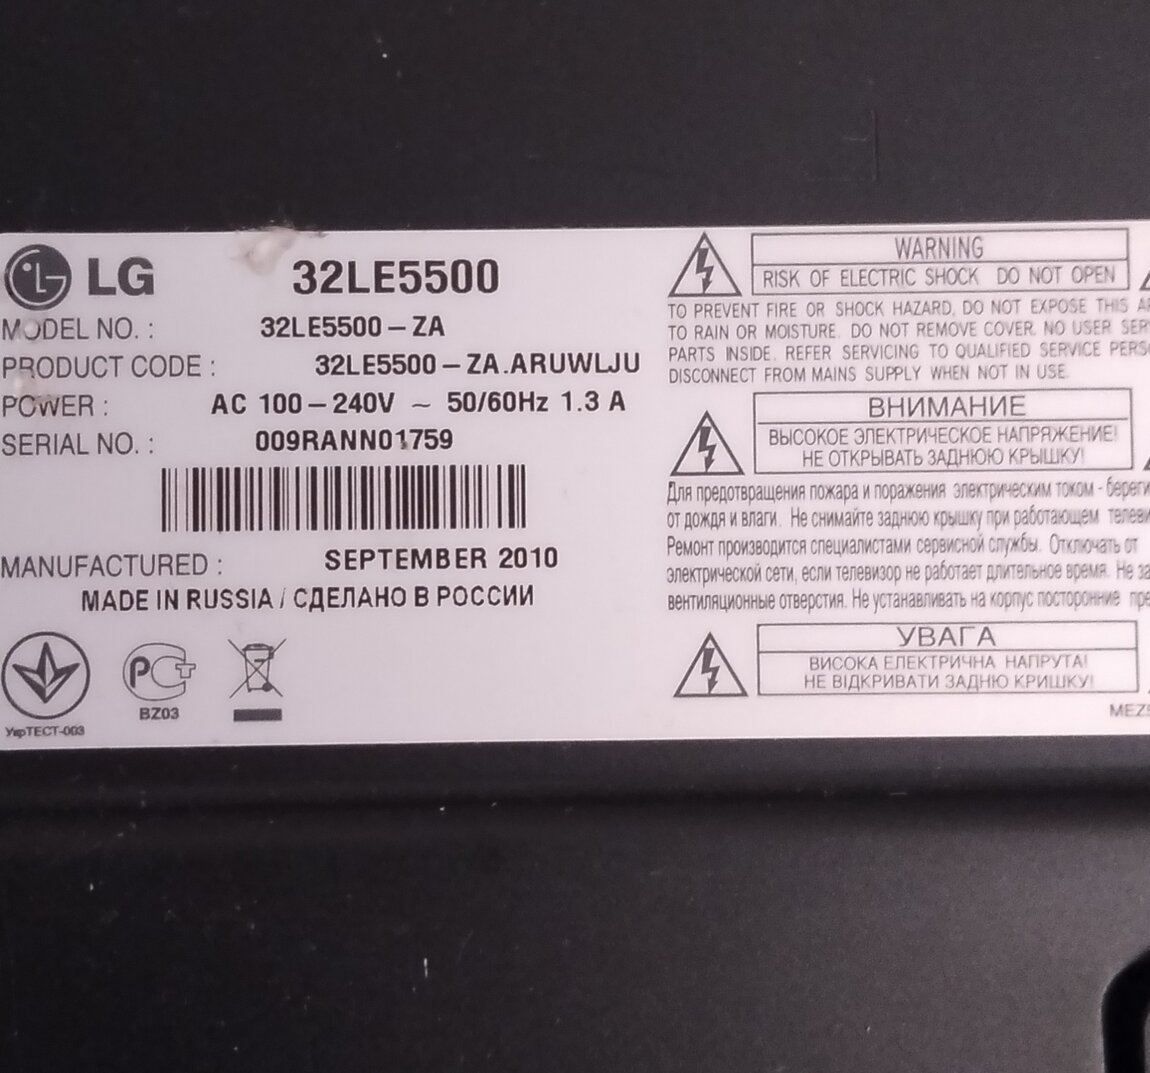 LG
32LE5500
MODEL NO. : 32LE5500 – ZA
PRODUCT CODE : 32LE5500 – ZA.ARUWLJU
POWER : AC 100 – 240V ~ 50/60Hz 1.3 A
SERIAL NO. : 009RANN01759
MANUFACTURED : SEPTEMBER 2010
MADE IN RUSSIA / СДЕЛАНО В РОССИИ
УкрТЕСТ-003
РСТ
BZ03
WARNING
RISK OF ELECTRIC SHOCK DO NOT OPEN
TO PREVENT FIRE OR SHOCK HAZARD, DO NOT EXPOSE THIS
TO RAIN OR MOISTURE. DO NOT REMOVE COVER. NO USER
PARTS INSIDE. REFER SERVICING TO QUALIFIED SERVICE
DISCONNECT FROM MAINS SUPPLY WHEN NOT IN USE.
ВНИМАНИЕ
ВЫСОКОЕ ЭЛЕКТРИЧЕСКОЕ НАПРЯЖЕНИЕ!
НЕ ОТКРЫВАТЬ ЗАДНЮЮ КРЫШКУ!
Для предотвращения пожара и поражения электрическим током -
от дождя и влаги. Не снимайте заднюю крышку при работающем
Ремонт производится специалистами сервисной службы. Отключать от
электрической сети, если телевизор не работает длительное время. Не
вентиляционные отверстия. Не устанавливать на корпус посторонние
УВАГА
ВИСОКА ЕЛЕКТРИЧНА НАПРУГА!
НЕ ВІДКРИВАТИ ЗАДНЮ КРИШКУ!